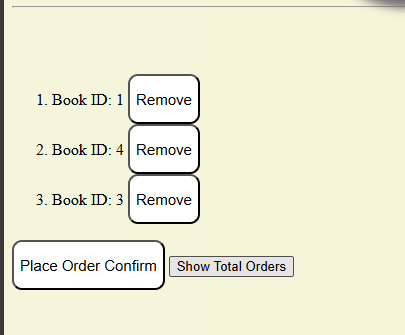 1. Book ID: 1 Remove
2. Book ID: 4 Remove
3. Book ID: 3 Remove
Place Order Confirm Show Total Orders